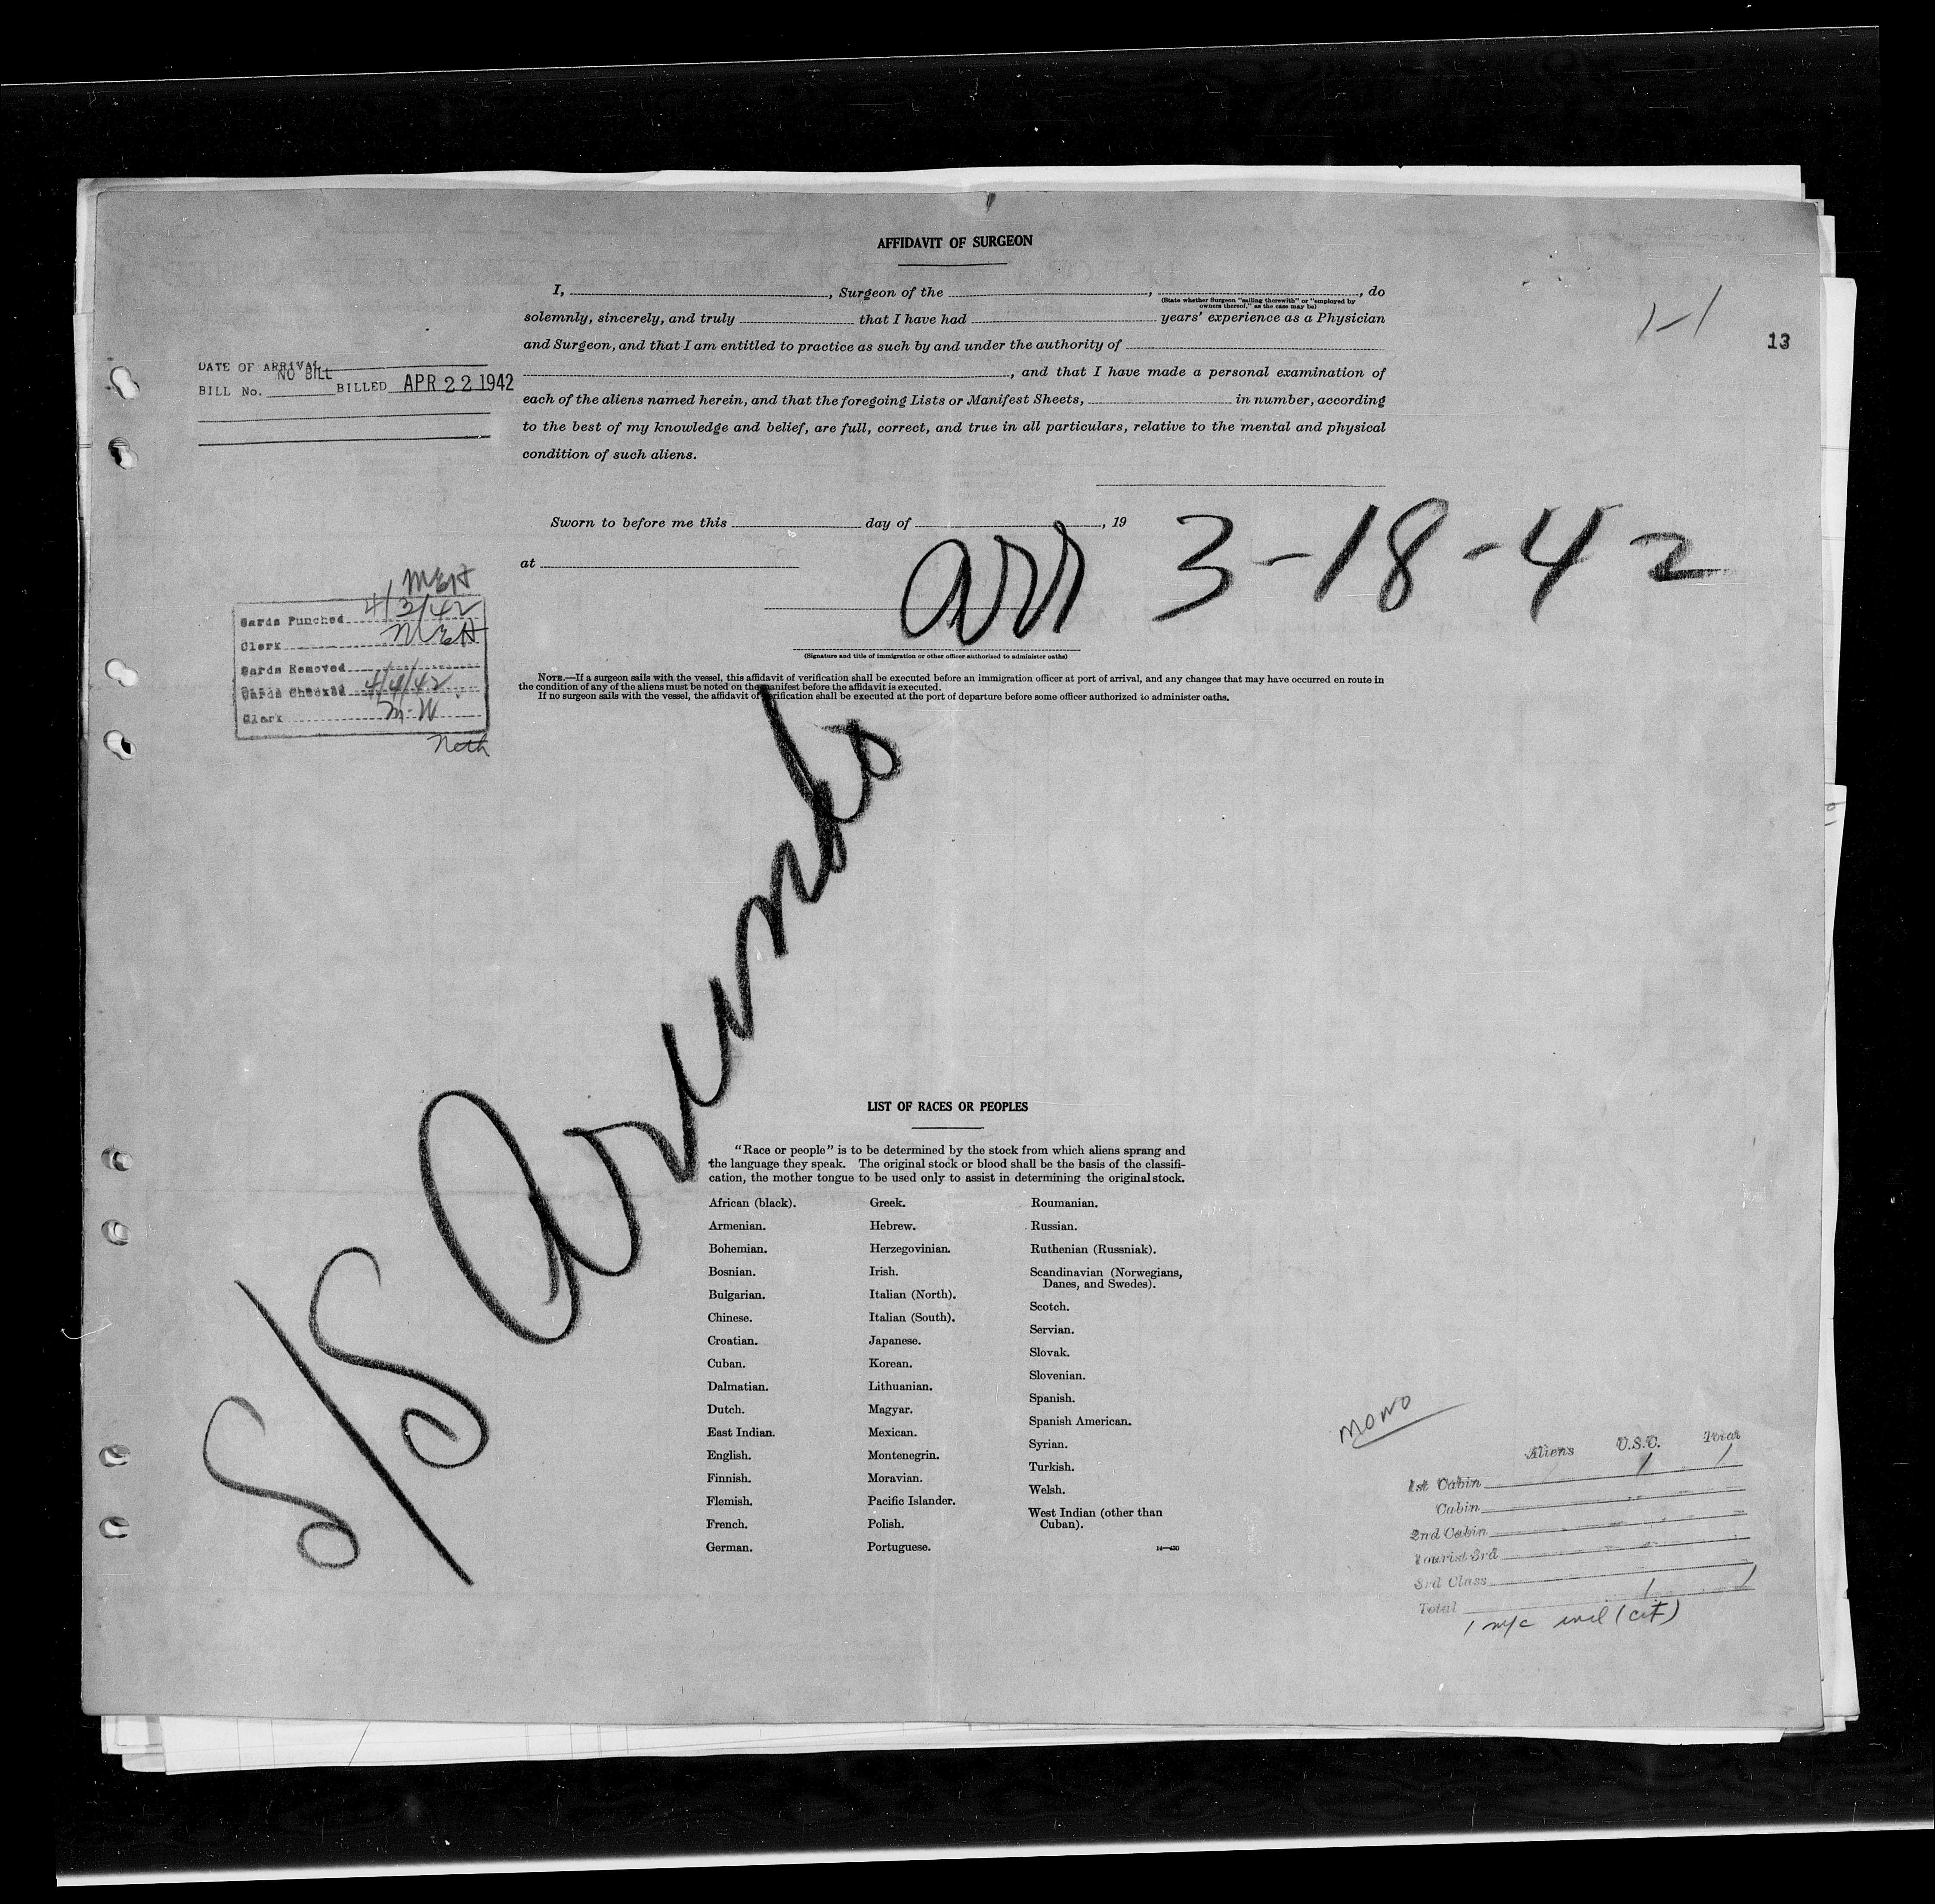 AFFIDAVIT OF SURGEON
I, , Surgeon of the , , do
(State whether Surgeon "sailing therewith" or "employed by
owners thereof," as the case may be)
solemnly, sincerely, and truly that I have had years' experience as a Physician
and Surgeon, and that I am entitled to practice as such by and under the authority of
, and that I have made a personal examination of
each of the aliens named herein, and that the foregoing Lists or Manifest Sheets, in number, according
to the best of my knowledge and belief, are full, correct, and true in all particulars, relative to the mental and physical
condition of such aliens.
1-1
13
DATE OF ARRIVAL
NO BILL
BILL No. BILLED APR 22 1942
Sworn to before me this day of , 19
at
arr 3-18-42
(Signature and title of immigration or other officer authorized to administer oaths)
MEH
Cards Punched 4/3/42
Clerk MEH
Cards Removed
Cards Checked 4/4/42
Clerk M-W
Neth
NOTE.—If a surgeon sails with the vessel, this affidavit of verification shall be executed before an immigration officer at port of arrival, and any changes that may have occurred en route in
the condition of any of the aliens must be noted on the manifest before the affidavit is executed.
If no surgeon sails with the vessel, the affidavit of verification shall be executed at the port of departure before some officer authorized to administer oaths.
S/S Arundo
LIST OF RACES OR PEOPLES
"Race or people" is to be determined by the stock from which aliens sprang and
the language they speak. The original stock or blood shall be the basis of the classifi-
cation, the mother tongue to be used only to assist in determining the original stock.
African (black).
Armenian.
Bohemian.
Bosnian.
Bulgarian.
Chinese.
Croatian.
Cuban.
Dalmatian.
Dutch.
East Indian.
English.
Finnish.
Flemish.
French.
German.
Greek.
Hebrew.
Herzegovinian.
Irish.
Italian (North).
Italian (South).
Japanese.
Korean.
Lithuanian.
Magyar.
Mexican.
Montenegrin.
Moravian.
Pacific Islander.
Polish.
Portuguese.
Roumanian.
Russian.
Ruthenian (Russniak).
Scandinavian (Norwegians,
Danes, and Swedes).
Scotch.
Servian.
Slovak.
Slovenian.
Spanish.
Spanish American.
Syrian.
Turkish.
Welsh.
West Indian (other than
Cuban).
14—430
MONO
Aliens U.S.C. Total
1st Cabin 1 1
Cabin
2nd Cabin
Tourist 3rd
3rd Class
Total 1 1
1 m/c incl (cit)